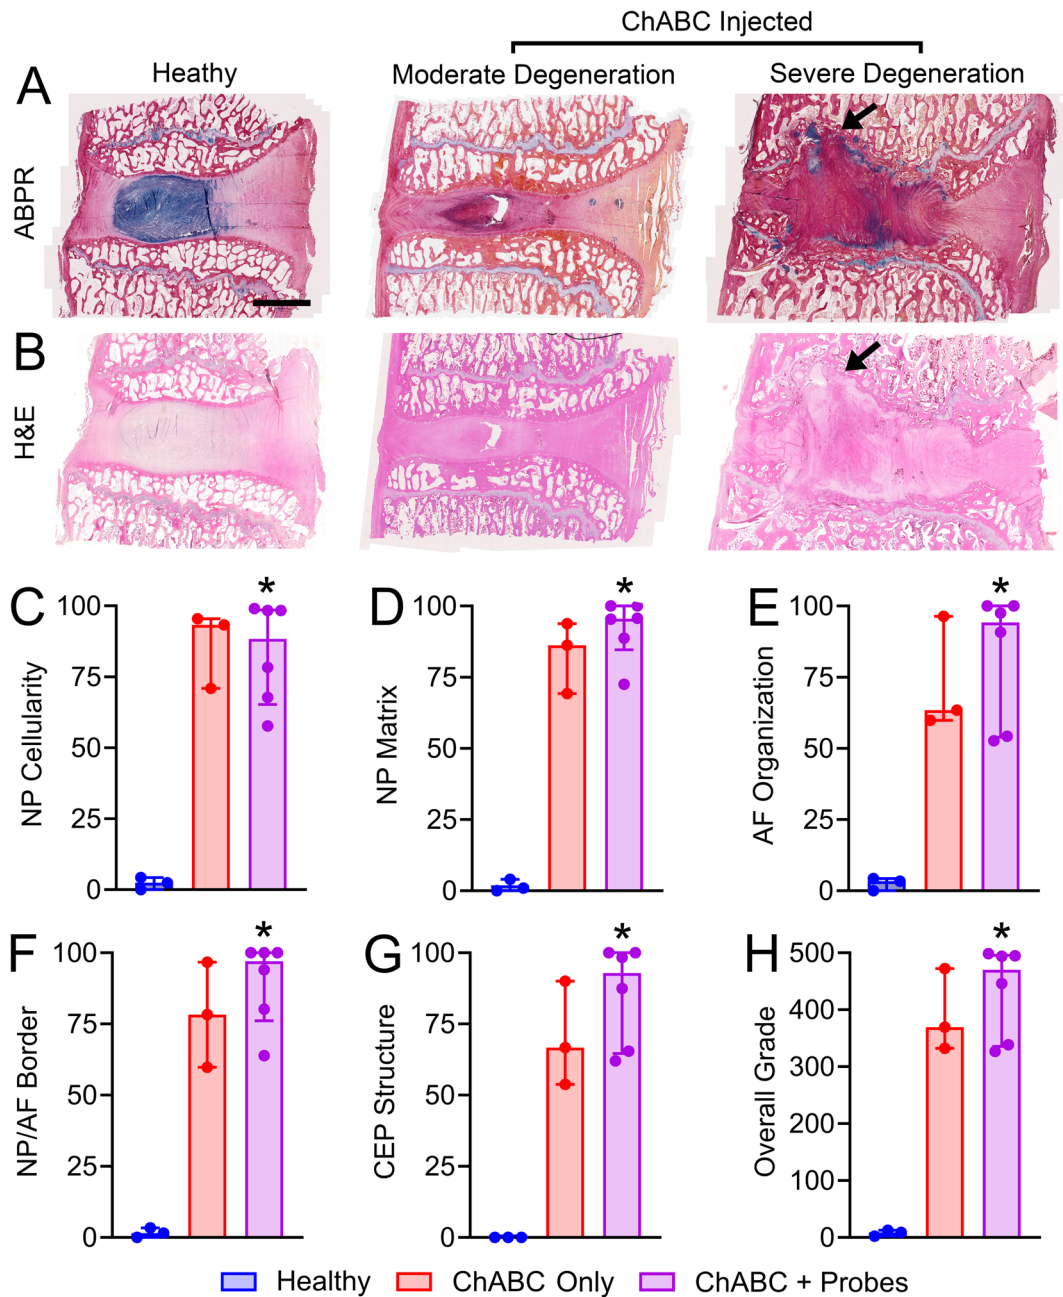 ChABC Injected
Heathy
Moderate Degeneration
Severe Degeneration
A
ABPR
B
H&E
C
NP Cellularity
100
75
50
25
0
*
D
NP Matrix
100
75
50
25
0
*
E
AF Organization
100
75
50
25
0
*
F
NP/AF Border
100
75
50
25
0
*
G
CEP Structure
100
75
50
25
0
*
H
Overall Grade
500
400
300
200
100
0
*
Healthy
ChABC Only
ChABC + Probes